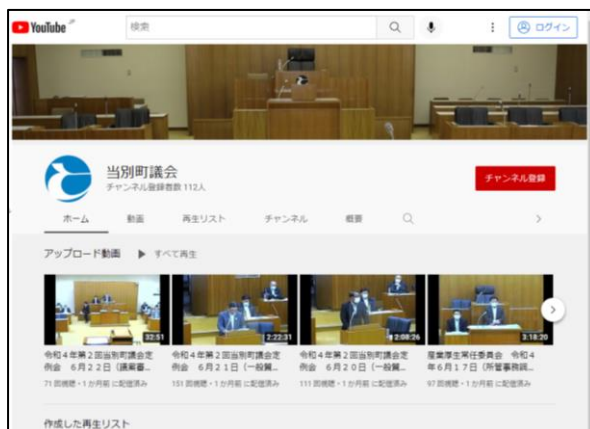 YouTube JP
検索
ログイン
当別町議会
チャンネル登録者数 112人
チャンネル登録
ホーム 動画 再生リスト チャンネル 概要
アップロード動画 ▶ すべて再生
32:51 2:22:31 2:08:26 3:18:20
令和4年第2回当別町議会定 令和4年第2回当別町議会定 令和4年第2回当別町議会定 産業厚生常任委員会 令和4
例会 6月22日（議案審... 例会 6月21日（一般質... 例会 6月20日（一般質... 年6月17日（所管事務調...
71 回視聴・1 か月前 に配信済み 151 回視聴・1 か月前 に配信済み 111 回視聴・1 か月前 に配信済み 97 回視聴・1 か月前 に配信済み
作成した再生リスト